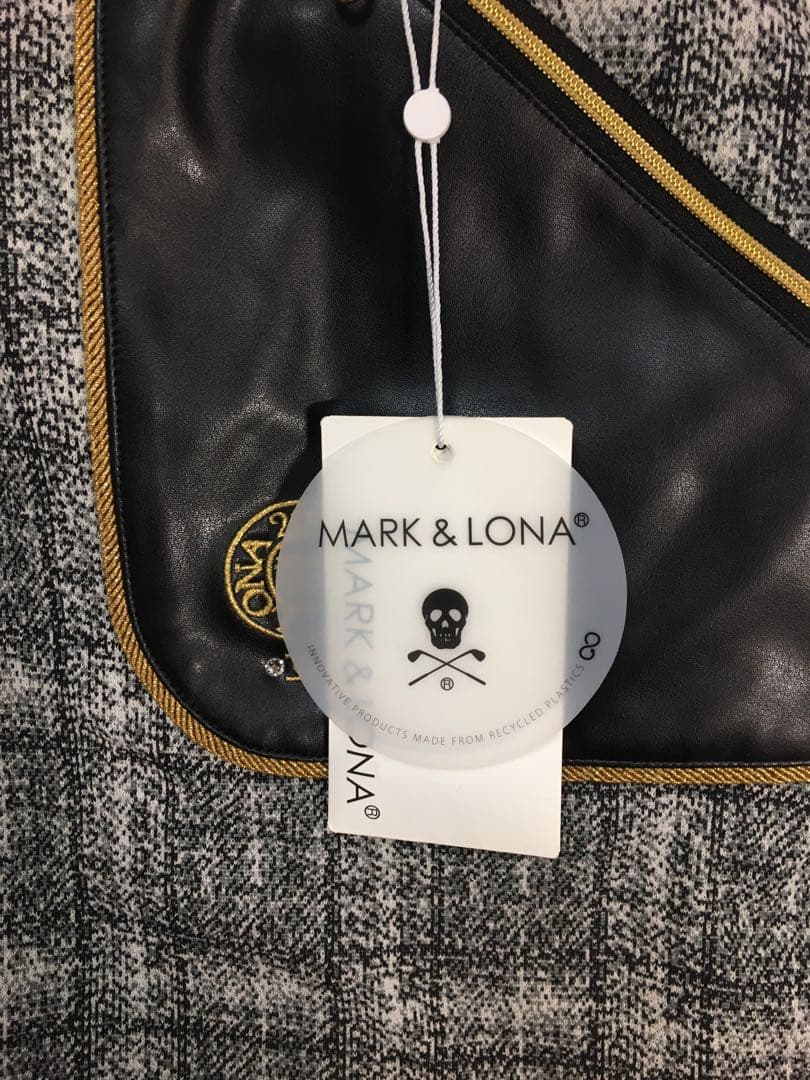 MARK & LONA®
®
INNOVATIVE PRODUCTS MADE FROM RECYCLED PLASTICS
MARK & LONA®